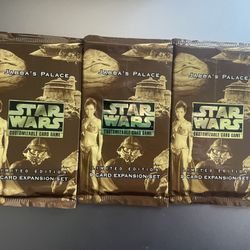 JABBA'S PALACE
STAR WARS
CUSTOMIZABLE CARD GAME
LIMITED EDITION
9 CARD EXPANSION SET
JABBA'S PALACE
STAR WARS
CUSTOMIZABLE CARD GAME
LIMITED EDITION
9 CARD EXPANSION SET
JABBA'S PALACE
STAR WARS
CUSTOMIZABLE CARD GAME
LIMITED EDITION
CARD EXPANSION SET